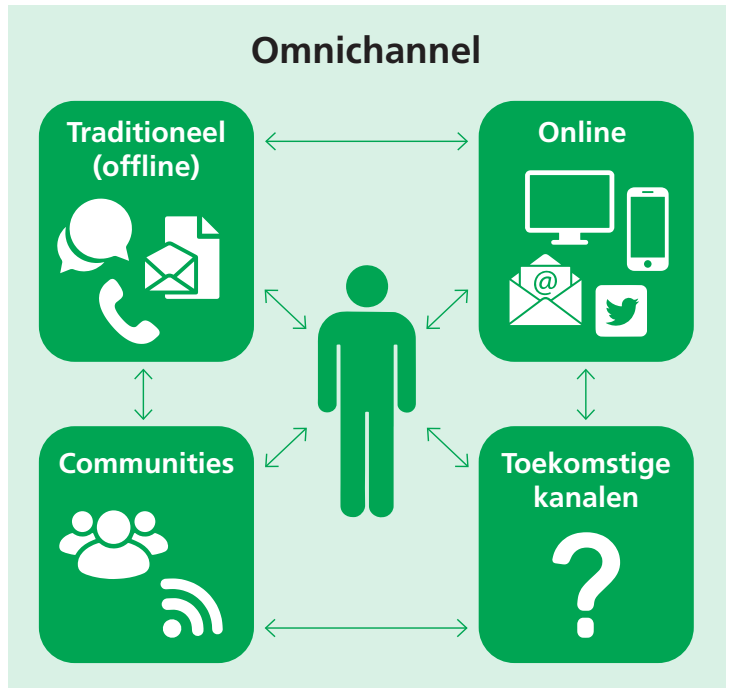 Omnichannel
Traditioneel
(offline)
Online
@
Communities
Toekomstige
kanalen
?